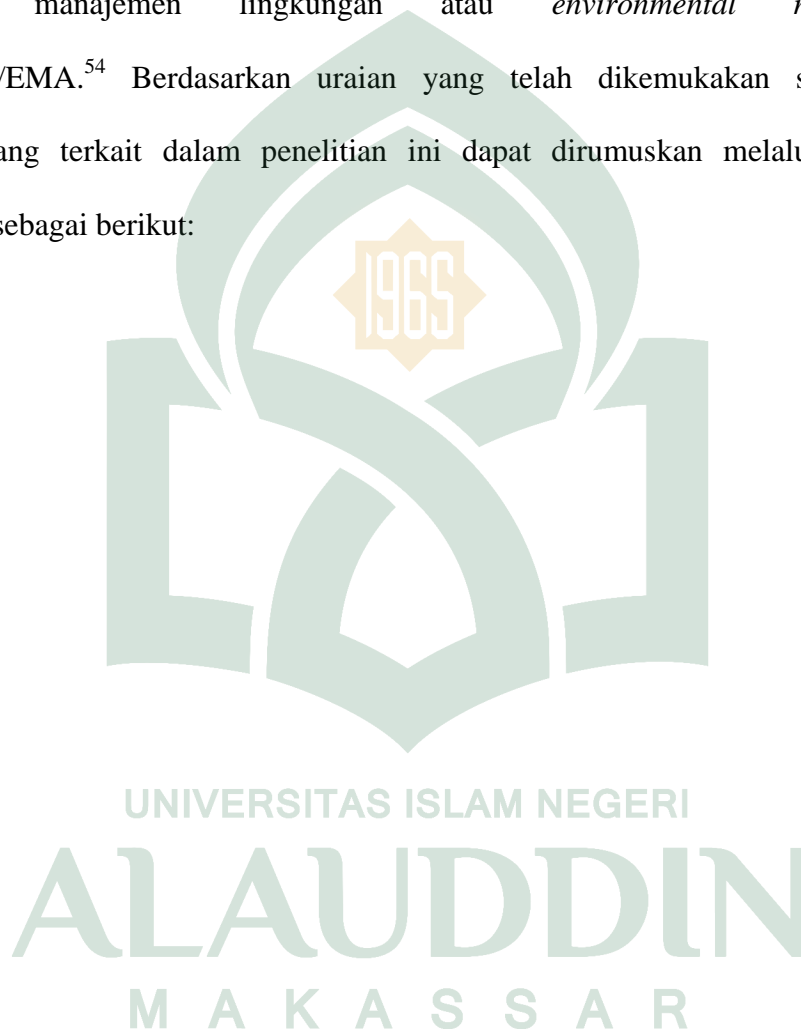 manajemen lingkungan atau environmental
/EMA.54 Berdasarkan uraian yang telah dikemukakan
ang terkait dalam penelitian ini dapat dirumuskan melalu
sebagai berikut:
1965
UNIVERSITAS ISLAM NEGERI
ALAUDDIN
MAKASSAR